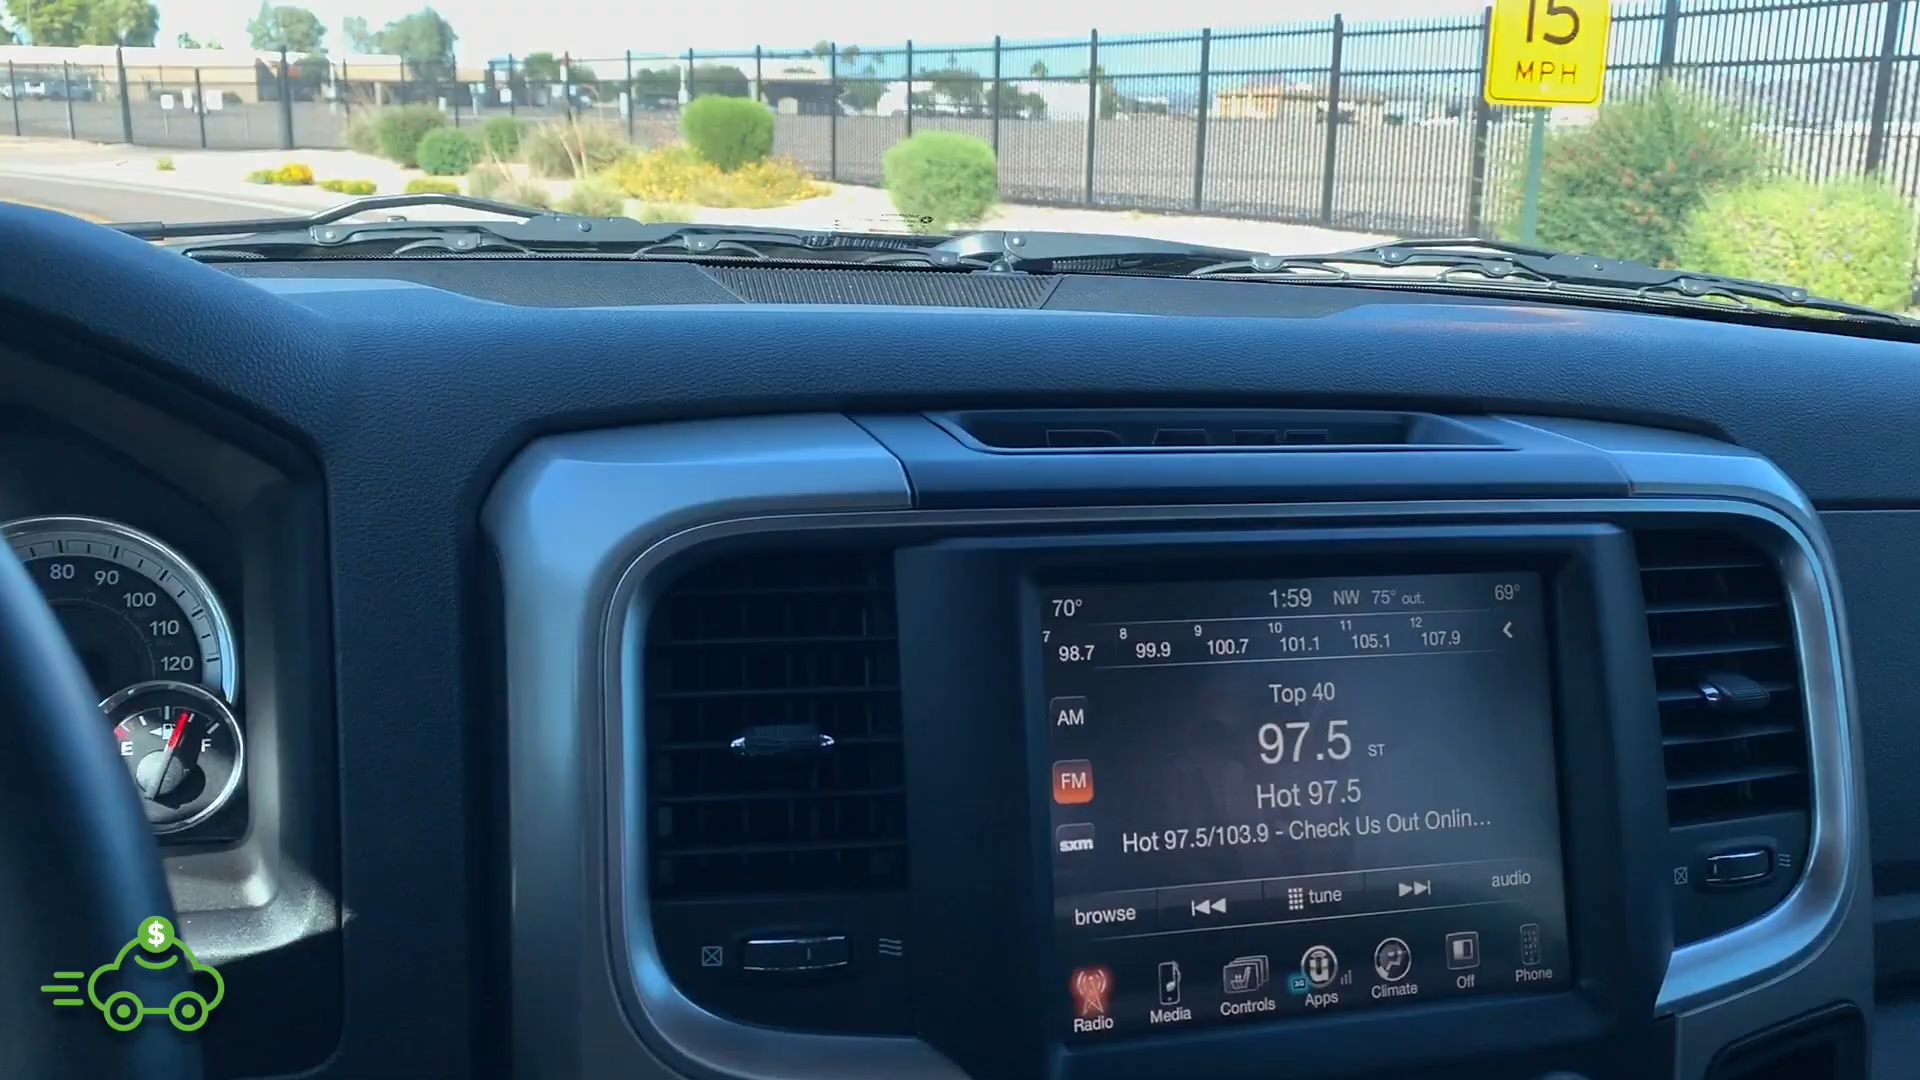 15
MPH
RAM
80
90
100
110
120
E
F
70°
1:59 NW 75° out.
69°
7 98.7
8 99.9
9 100.7
10 101.1
11 105.1
12 107.9
Top 40
AM
97.5 ST
FM
Hot 97.5
Hot 97.5/103.9 - Check Us Out Onlin...
sxm
browse
tune
audio
Radio
Media
Controls
3G
Apps
Climate
Off
Phone
$